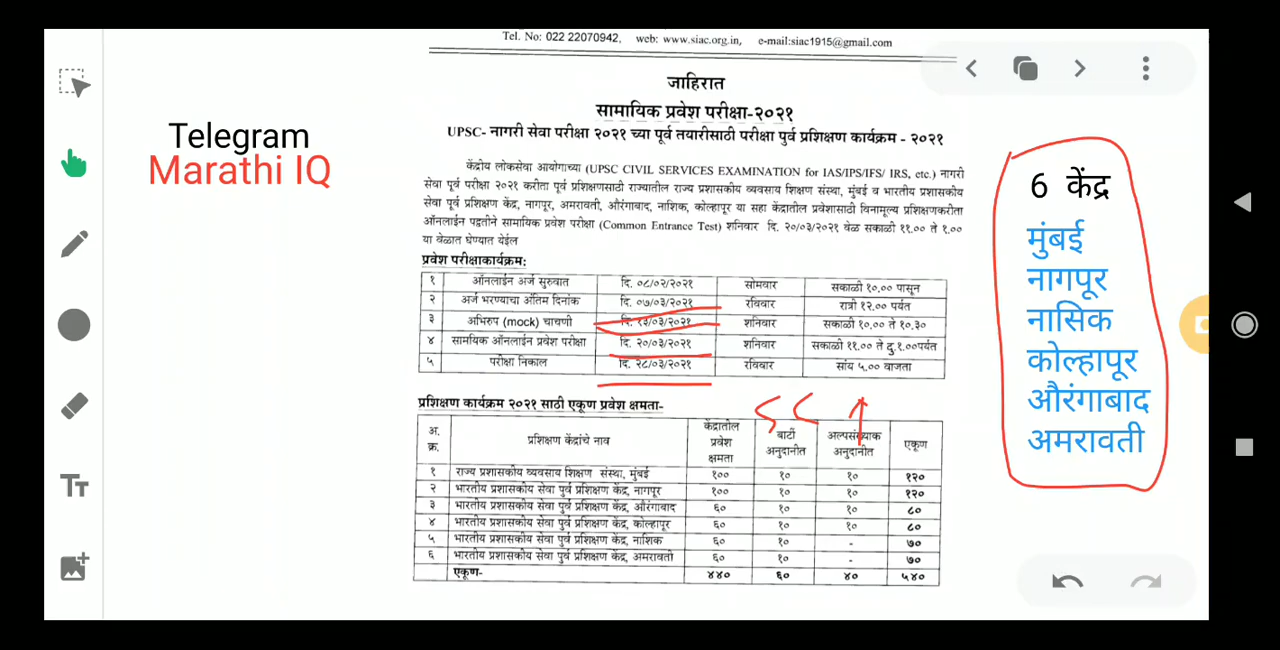 Tel. No: 022 22070942, web: www.siac.org.in, e-mail:siac1915@gmail.com
जाहिरात
सामायिक प्रवेश परीक्षा-२०२१
UPSC- नागरी सेवा परीक्षा २०२१ च्या पूर्व तयारीसाठी परीक्षा पुर्व प्रशिक्षण कार्यक्रम - २०२१
केंद्रीय लोकसेवा आयोगाच्या (UPSC CIVIL SERVICES EXAMINATION for IAS/IPS/IFS/ IRS, etc.) नागरी
सेवा पूर्व परीक्षा २०२१ करीता पूर्व प्रशिक्षणसाठी राज्यातील राज्य प्रशासकीय व्यवसाय शिक्षण संस्था, मुंबई व भारतीय प्रशासकीय
सेवा पूर्व प्रशिक्षण केंद्र, नागपूर, अमरावती, औरंगाबाद, नाशिक, कोल्हापूर या सहा केंद्रातील प्रवेशासाठी विनामूल्य प्रशिक्षणकरीता
ऑनलाईन पद्वतीने सामायिक प्रवेश परीक्षा (Common Entrance Test) शनिवार दि. २०/०३/२०२१ वेळ सकाळी ११.०० ते १.००
या वेळात घेण्यात येईल
प्रवेश परीक्षाकार्यक्रम:
१ ऑनलाईन अर्ज सुरुवात दि. ०८/०२/२०२१ सोमवार सकाळी १०.०० पासून
२ अर्ज भरण्याचा अंतिम दिनांक दि. ०७/०३/२०२१ रविवार रात्री १२.०० पर्यत
३ अभिरुप (mock) चाचणी दि. १३/०३/२०२१ शनिवार सकाळी १०.०० ते १०.३०
४ सामयिक ऑनलाईन प्रवेश परीक्षा दि. २०/०३/२०२१ शनिवार सकाळी ११.०० ते दु.१.००पर्यत
५ परीक्षा निकाल दि. २८/०३/२०२१ रविवार सांय ५.०० वाजता
प्रशिक्षण कार्यक्रम २०२१ साठी एकूण प्रवेश क्षमता-
अ. क्र. प्रशिक्षण केंद्रांचे नाव केंद्रातील प्रवेश क्षमता बार्टी अनुदानीत अल्पसंख्याक अनुदानीत एकूण
१ राज्य प्रशासकीय व्यवसाय शिक्षण संस्था, मुंबई १०० १० १० १२०
२ भारतीय प्रशासकीय सेवा पुर्व प्रशिक्षण केंद्र, नागपूर १०० १० १० १२०
३ भारतीय प्रशासकीय सेवा पुर्व प्रशिक्षण केंद्र, औरंगाबाद ६० १० १० ८०
४ भारतीय प्रशासकीय सेवा पुर्व प्रशिक्षण केंद्र, कोल्हापूर ६० १० १० ८०
५ भारतीय प्रशासकीय सेवा पुर्व प्रशिक्षण केंद्र, नाशिक ६० १० - ७०
६ भारतीय प्रशासकीय सेवा पुर्व प्रशिक्षण केंद्र, अमरावती ६० १० - ७०
एकूण- ४४० ६० ४० ५४०
Telegram
Marathi IQ
6 केंद्र
मुंबई
नागपूर
नासिक
कोल्हापूर
औरंगाबाद
अमरावती
Tт